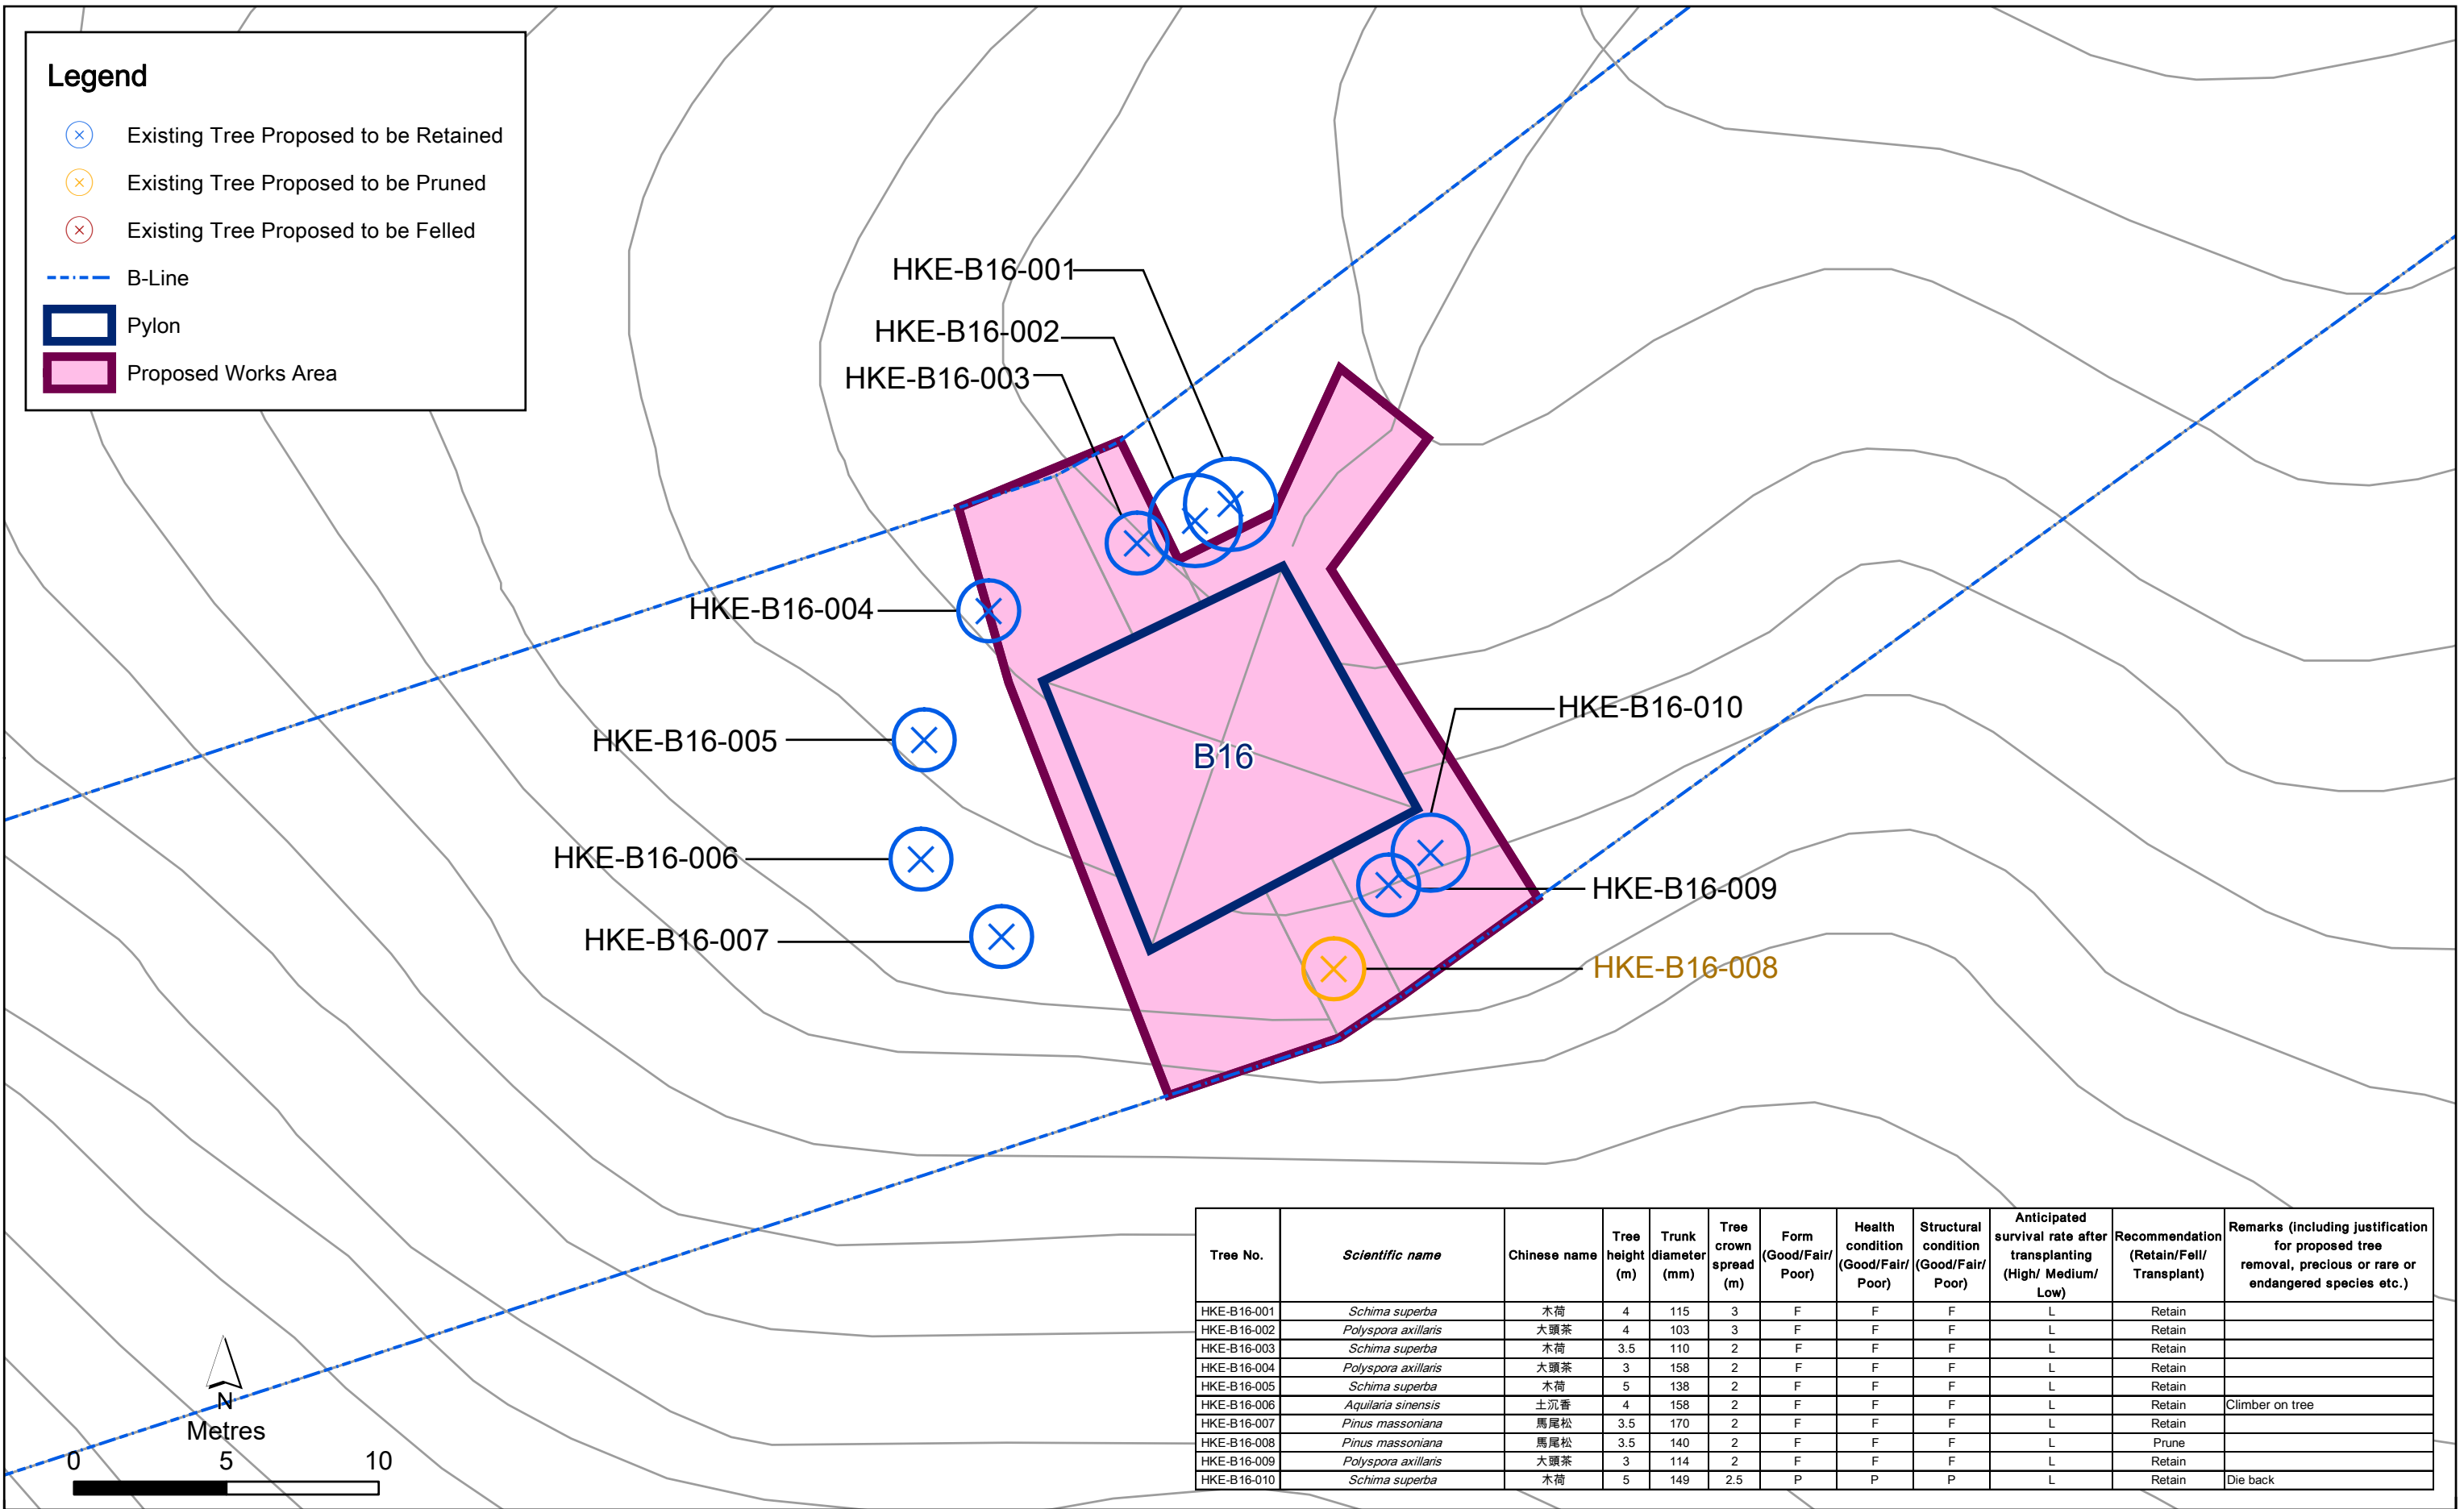 Legend
Existing Tree Proposed to be Retained
Existing Tree Proposed to be Pruned
Existing Tree Proposed to be Felled
B-Line
Pylon
Proposed Works Area
HKE-B16-001
HKE-B16-002
HKE-B16-003
HKE-B16-004
HKE-B16-005
HKE-B16-006
HKE-B16-007
B16
HKE-B16-010
HKE-B16-009
HKE-B16-008
N
Metres
0 5 10
Tree No. Scientific name Chinese name Tree height (m) Trunk diameter (mm) Tree crown spread (m) Form (Good/Fair/ Poor) Health condition (Good/Fair/ Poor) Structural condition (Good/Fair/ Poor) Anticipated survival rate after transplanting (High/ Medium/ Low) Recommendation (Retain/Fell/ Transplant) Remarks (including justification for proposed tree removal, precious or rare or endangered species etc.)
HKE-B16-001 Schima superba 木荷 4 115 3 F F F L Retain
HKE-B16-002 Polyspora axillaris 大頭茶 4 103 3 F F F L Retain
HKE-B16-003 Schima superba 木荷 3.5 110 2 F F F L Retain
HKE-B16-004 Polyspora axillaris 大頭茶 3 158 2 F F F L Retain
HKE-B16-005 Schima superba 木荷 5 138 2 F F F L Retain
HKE-B16-006 Aquilaria sinensis 土沉香 4 158 2 F F F L Retain Climber on tree
HKE-B16-007 Pinus massoniana 馬尾松 3.5 170 2 F F F L Retain
HKE-B16-008 Pinus massoniana 馬尾松 3.5 140 2 F F F L Prune
HKE-B16-009 Polyspora axillaris 大頭茶 3 114 2 F F F L Retain
HKE-B16-010 Schima superba 木荷 5 149 2.5 P P P L Retain Die back